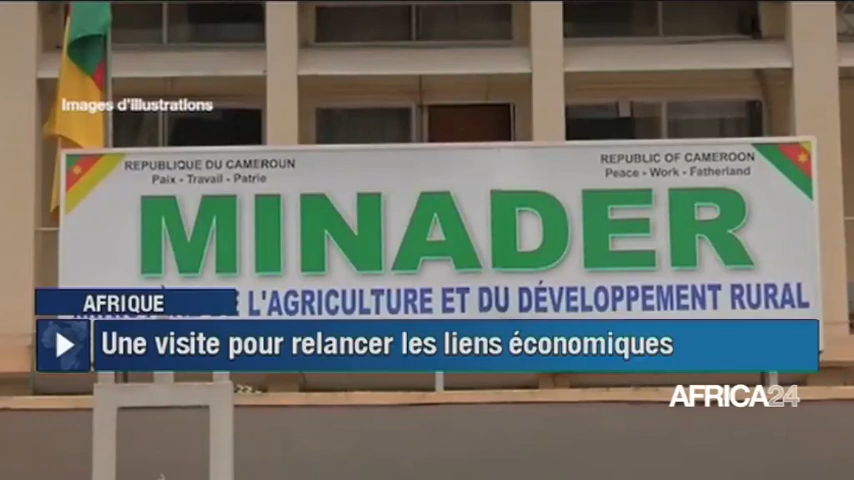 Images d'illustrations
REPUBLIQUE DU CAMEROUN
Paix - Travail - Patrie
REPUBLIC OF CAMEROON
Peace - Work - Fatherland
MINADER
DE L'AGRICULTURE ET DU DÉVELOPPEMENT RURAL
AFRIQUE
Une visite pour relancer les liens économiques
AFRICA24